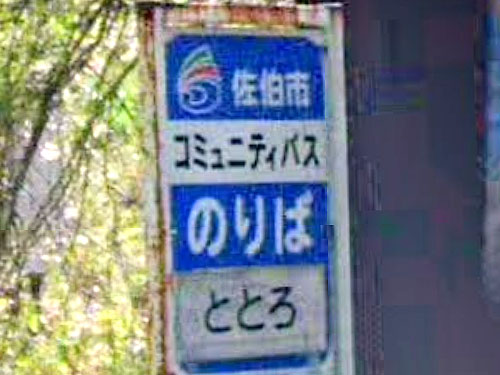 佐伯市
コミュニティバス
のりば
ととろ